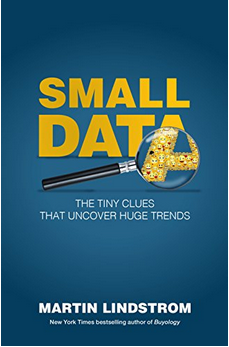 SMALL
DATA
THE TINY CLUES
THAT UNCOVER HUGE TRENDS
MARTIN LINDSTROM
New York Times bestselling author of Buyology